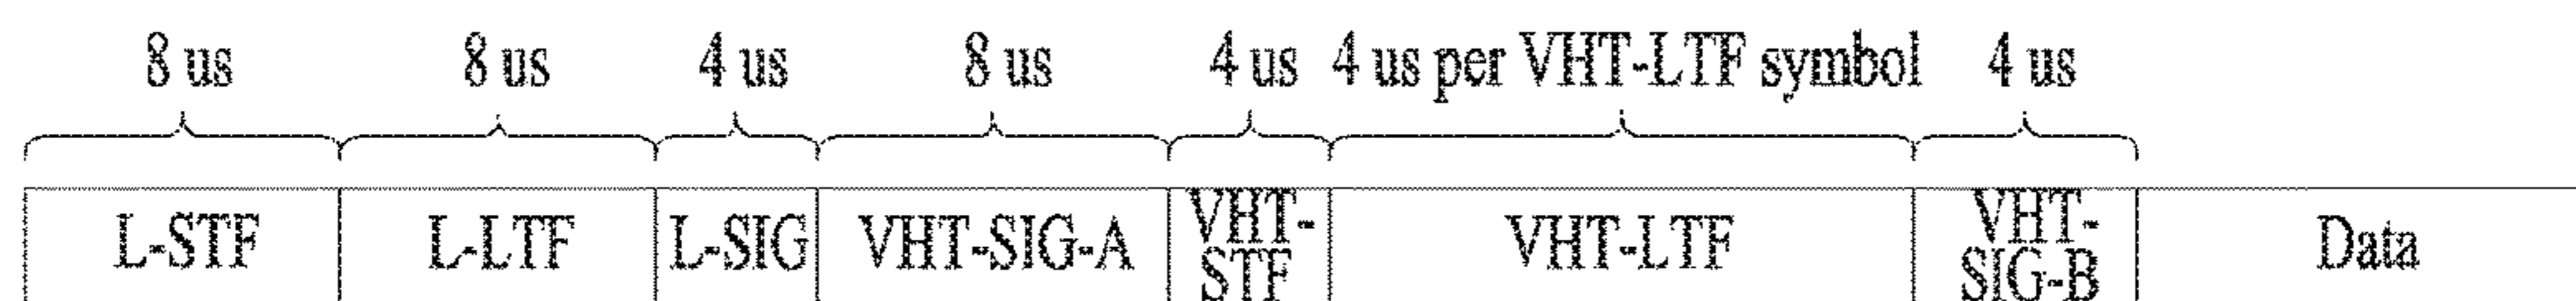 8 us 8 us 4 us 8 us 4 us 4 us per VHT-LTF symbol 4 us
L-STF L-LTF L-SIG VHT-SIG-A VHT-STF VHT-LTF VHT-SIG-B Data